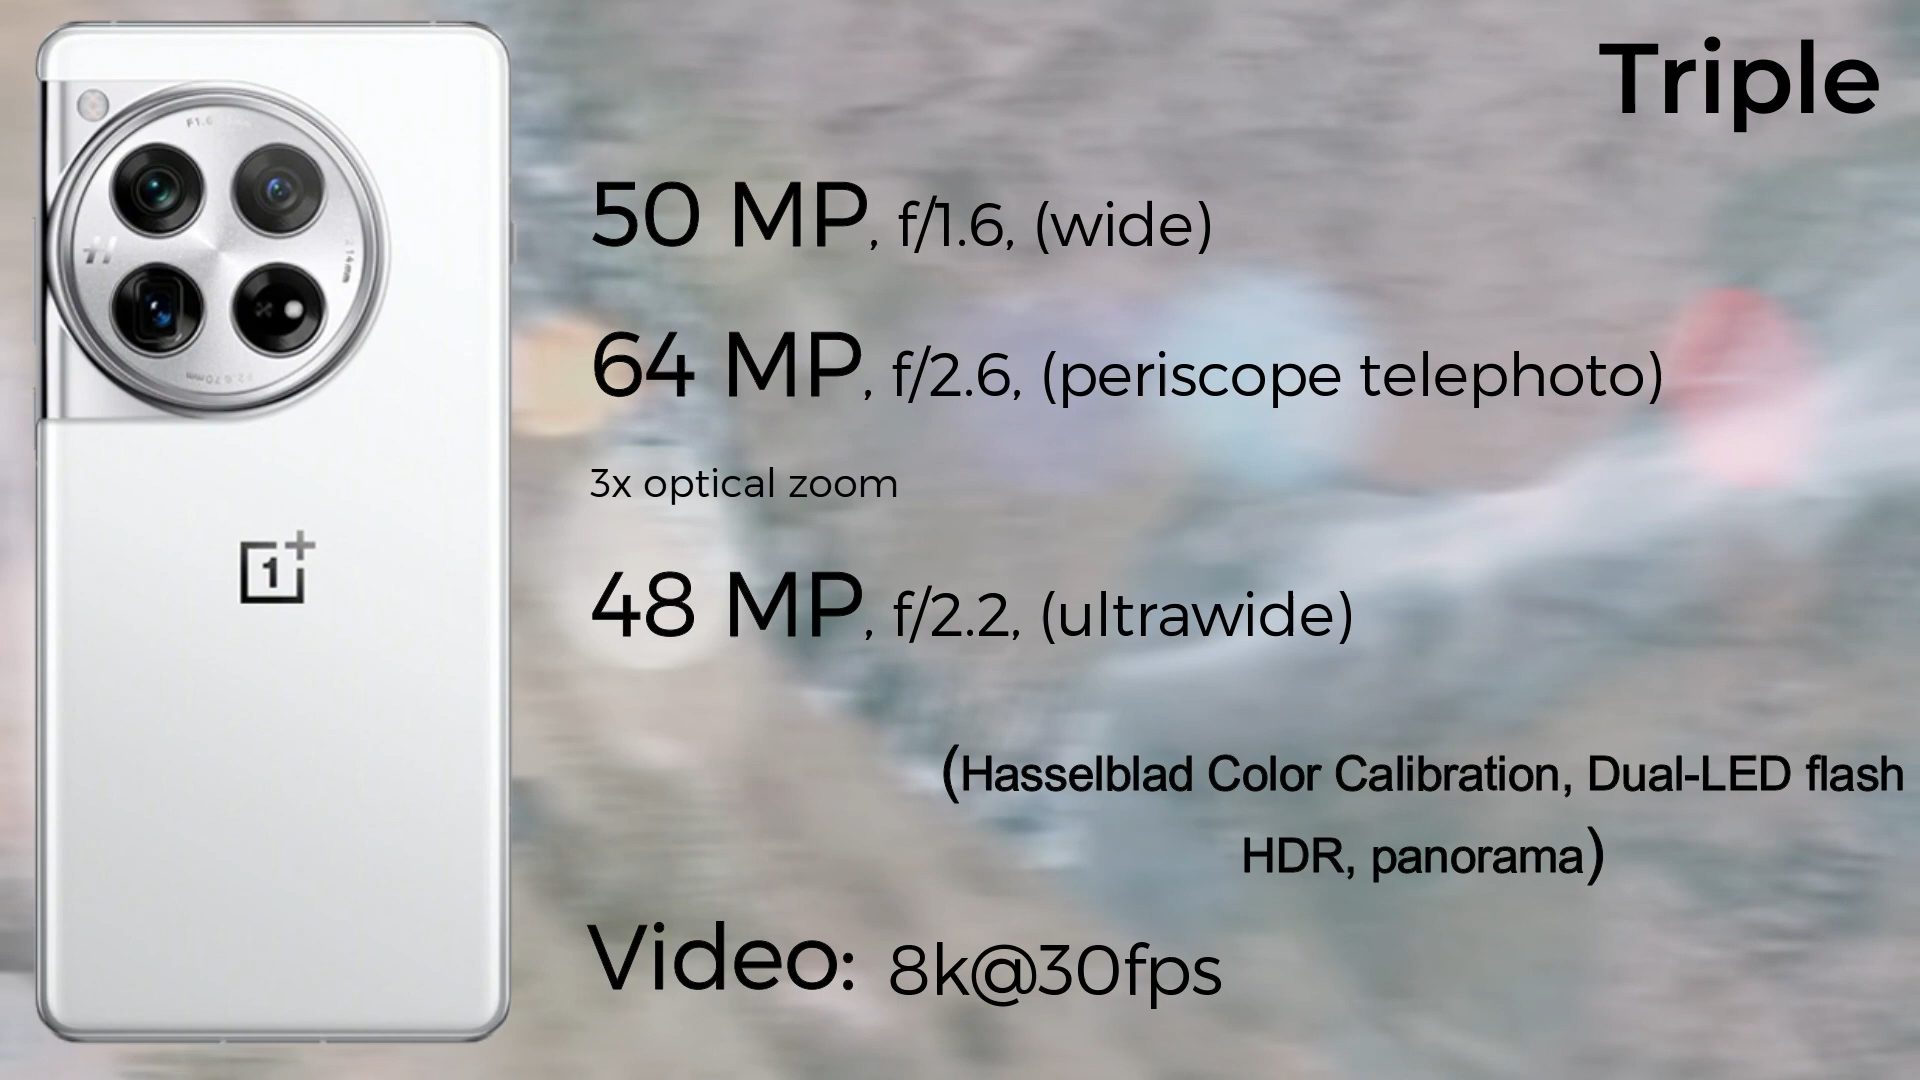 Triple
50 MP, f/1.6, (wide)
64 MP, f/2.6, (periscope telephoto)
3x optical zoom
48 MP, f/2.2, (ultrawide)
(Hasselblad Color Calibration, Dual-LED flash
HDR, panorama)
Video: 8k@30fps
H
1+